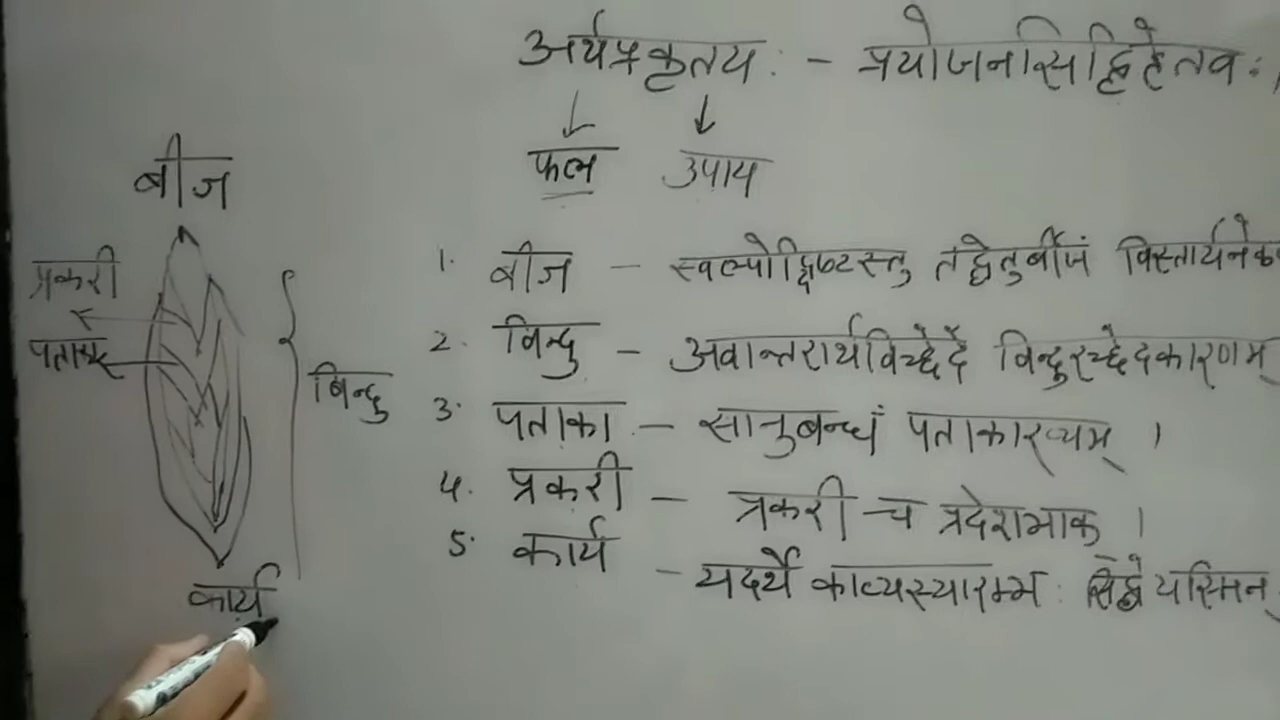 अर्थप्रकृतयः - प्रयोजनसिद्धिहेतवः।
फल उपाय
बीज
प्रकरी
पताका
बिन्दु
कार्य
1. बीज - स्वल्पोद्दिष्टस्तु तद्धेतुर्बीजं विस्तार्यनेक
2. बिन्दु - अवान्तरार्थविच्छेदे बिन्दुरच्छेदकारणम्
3. पताका - सानुबन्धं पताकाख्यम् ।
4. प्रकरी - प्रकरी च प्रदेशभाक् ।
5. कार्य - यदर्थे काव्यस्यारम्भः सिद्धे यस्मिन्